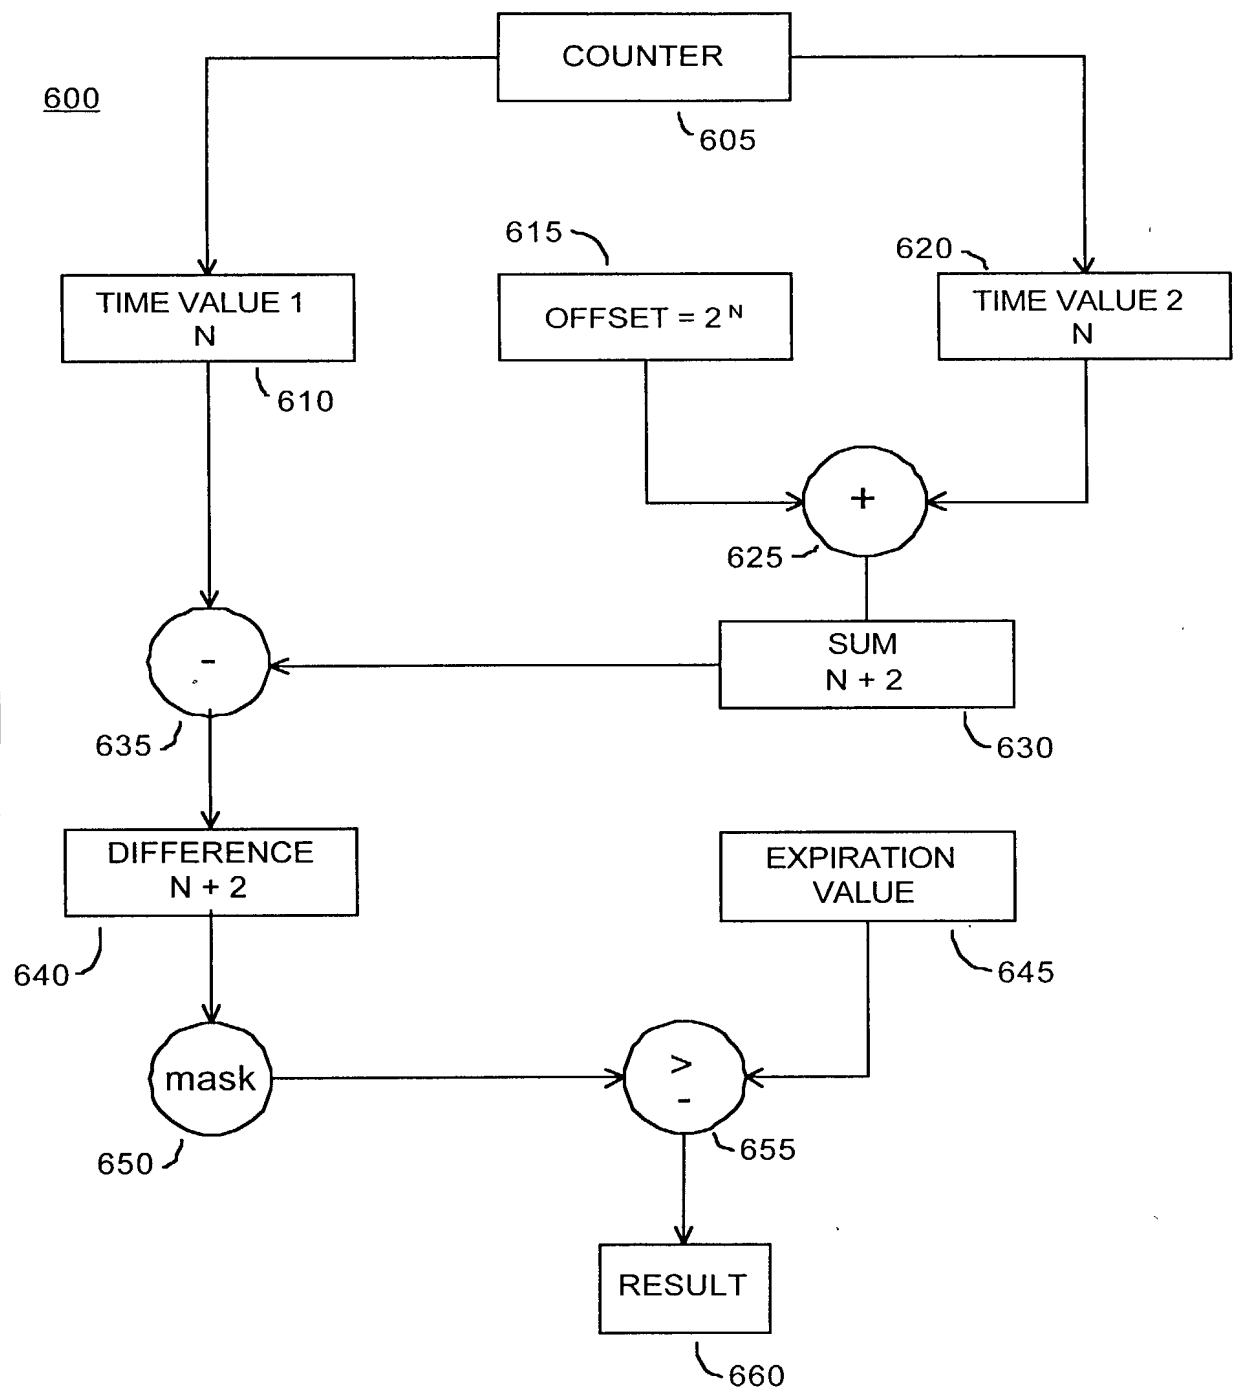 COUNTER
600
605
615
620
TIME VALUE 1
N
OFFSET = 2^N
TIME VALUE 2
N
610
+
625
-
SUM
N + 2
635
630
DIFFERENCE
N + 2
EXPIRATION
VALUE
640
645
mask
>
-
650
655
RESULT
660